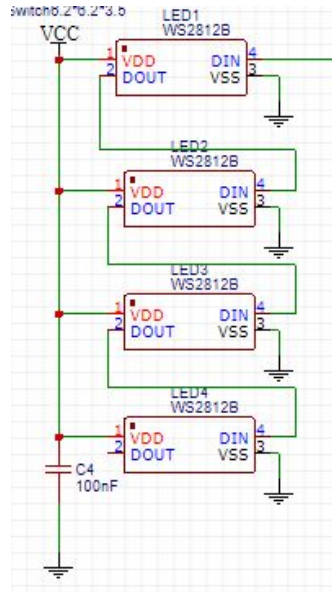 Switch6.2*6.2*3.5
VCC
LED1
WS2812B
1 VDD DIN 4
2 DOUT VSS 3
LED2
WS2812B
1 VDD DIN 4
2 DOUT VSS 3
LED3
WS2812B
1 VDD DIN 4
2 DOUT VSS 3
LED4
WS2812B
1 VDD DIN 4
2 DOUT VSS 3
C4
100nF